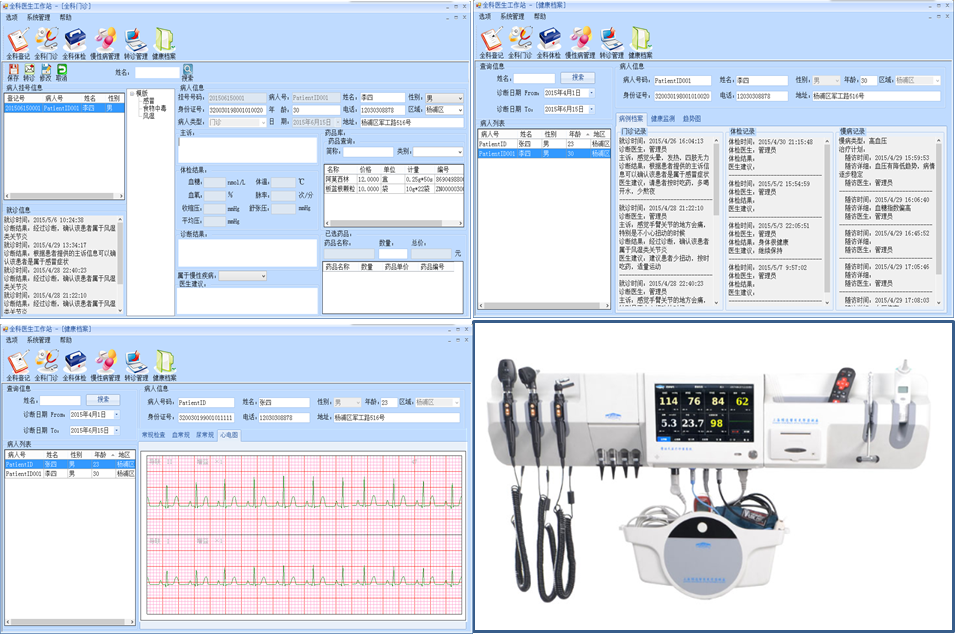 全科医生工作站 - [全科门诊]
选项 系统管理 帮助
全科登记 全科门诊 全科体检 慢性病管理 转诊管理 健康档案
保存 转诊 修改 取消
姓名: 搜索
病人挂号信息
登记号 病人号 姓名 性别
201506150001 PatientID001 李四 男
就诊信息
就诊时间: 2015/5/6 10:24:38
诊断结果: 经过诊断, 确认该患者属于风湿
类关节炎
就诊时间: 2015/4/29 13:34:17
诊断结果: 根据患者提供的主诉信息可以确
认该患者是属于感冒症状
就诊时间: 2015/4/28 22:40:23
诊断结果: 经过诊断, 确认该患者属于风湿
类关节炎
就诊时间: 2015/4/28 21:22:10
诊断结果: 经过诊断, 确认该患者属于风湿
类关节炎
模版
感冒
食物中毒
风湿
病人信息
挂号号码: 201506150001 病人号: PatientID001 姓名: 李四 性别: 男
身份证号: 320030198001010020 年 龄: 30 电话: 12030308878 区域: 杨浦区
病人类型: 门诊 日 期: 2015年06月15日 地址: 杨浦区军工路516号
主诉:
体检结果:
血糖: mmol/L 体温: ℃
血氧: % 脉率: 次/分
收缩压: mmHg 舒张压: mmHg
平均压: mmHg
诊断结果:
属于慢性疾病:
医生建议:
药品库:
药品查询:
简称: 类别:
名称 价格 单位 计量 编号
阿莫西林 12.0000 盒 0.25g*50s
板蓝根颗粒 10.0000 袋 10g*22袋
已选药品:
药品名称: 数量: 总价:
元
药品名称 数量 药品单价 药品编号
全科医生工作站 - [健康档案]
选项 系统管理 帮助
全科登记 全科门诊 全科体检 慢性病管理 转诊管理 健康档案
查询信息
姓名: 搜索
诊断日期 From: 2015年4月1日
诊断日期 To: 2015年6月15日
病人列表
病人号 姓名 性别 年龄 地区
PatientID 张四 男 23 杨浦区
PatientID001 李四 男 30 杨浦区
病人信息
病人号码: PatientID001 姓名: 李四 性别: 男 年龄: 30 区域: 杨浦区
身份证号: 320030198001010020 电话: 12030308878 地址: 杨浦区军工路516号
病例档案 健康监测 趋势图
门诊记录
就诊时间: 2015/4/26 16:04:13
诊断医生: 管理员
主诉: 感觉头晕, 发热, 四肢无力
诊断结果: 根据患者提供的主诉信
息可以确认该患者是属于感冒症状
医生建议: 请患者按时吃药, 多喝
开水, 少熬夜
就诊时间: 2015/4/28 21:22:10
诊断医生: 管理员
主诉: 感觉手臂关节的地方会痛,
特别是不小心扭动的时候
诊断结果: 经过诊断, 确认该患者
属于风湿类关节炎
医生建议: 建议患者少扭动, 按时
吃药, 适量运动
就诊时间: 2015/4/28 22:40:23
诊断医生: 管理员
主诉: 感觉手臂关节的地方会痛,
体检记录
体检时间: 2015/4/30 21:15:48
体检医生: 管理员
体检结果:
医生建议:
体检时间: 2015/5/2 15:54:59
体检医生: 管理员
体检结果:
医生建议:
体检时间: 2015/5/3 22:05:51
体检医生: 管理员
体检结果: 身体很健康
医生建议: 继续保持
体检时间: 2015/5/7 9:57:02
体检医生: 管理员
体检结果:
医生建议:
慢病记录
慢病类型: 高血压
治疗计划:
随访时间: 2015/4/29 15:59:53
随访详细: 血压有降低趋势, 病情
逐步稳定
随访医生: 管理员
随访时间: 2015/4/29 16:06:40
随访详细: 血糖指数偏高
随访医生: 管理员
随访时间: 2015/4/29 16:45:52
随访详细:
随访医生: 管理员
随访时间: 2015/4/29 17:05:46
随访详细:
随访医生: 管理员
随访时间: 2015/4/29 17:08:03
全科医生工作站 - [健康档案]
选项 系统管理 帮助
全科登记 全科门诊 全科体检 慢性病管理 转诊管理 健康档案
查询信息
姓名: 搜索
诊断日期 From: 2015年4月1日
诊断日期 To: 2015年6月15日
病人列表
病人号 姓名 性别 年龄 地区
PatientID 张四 男 23 杨浦区
PatientID001 李四 男 30 杨浦区
病人信息
病人号码: PatientID 姓名: 张四 性别: 男 年龄: 23 区域: 杨浦区
身份证号: 320030199001011111 电话: 12030308878 地址: 杨浦区军工路516号
常规检查 血常规 尿常规 心电图
114 76 84 62
5.3 23.7 98